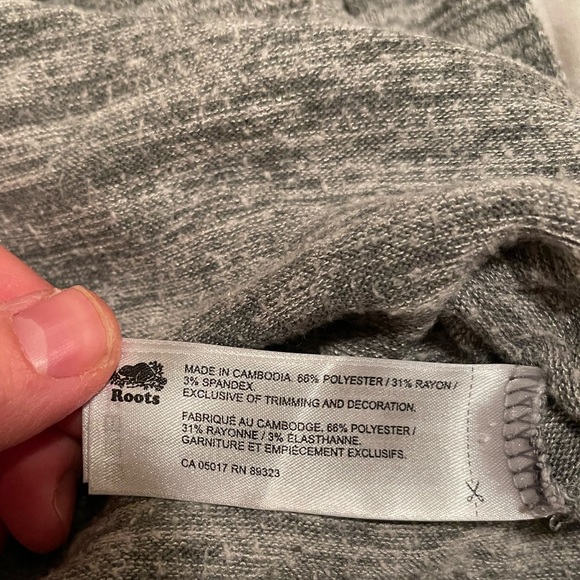 Roots
MADE IN CAMBODIA. 66% POLYESTER / 31% RAYON /
3% SPANDEX.
EXCLUSIVE OF TRIMMING AND DECORATION.
FABRIQUÉ AU CAMBODGE. 66% POLYESTER /
31% RAYONNE / 3% ÉLASTHANNE.
GARNITURE ET EMPIÈCEMENT EXCLUSIFS.
CA 05017 RN 89323